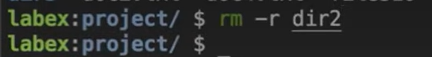 labex:project/ $ rm -r dir2
labex:project/ $